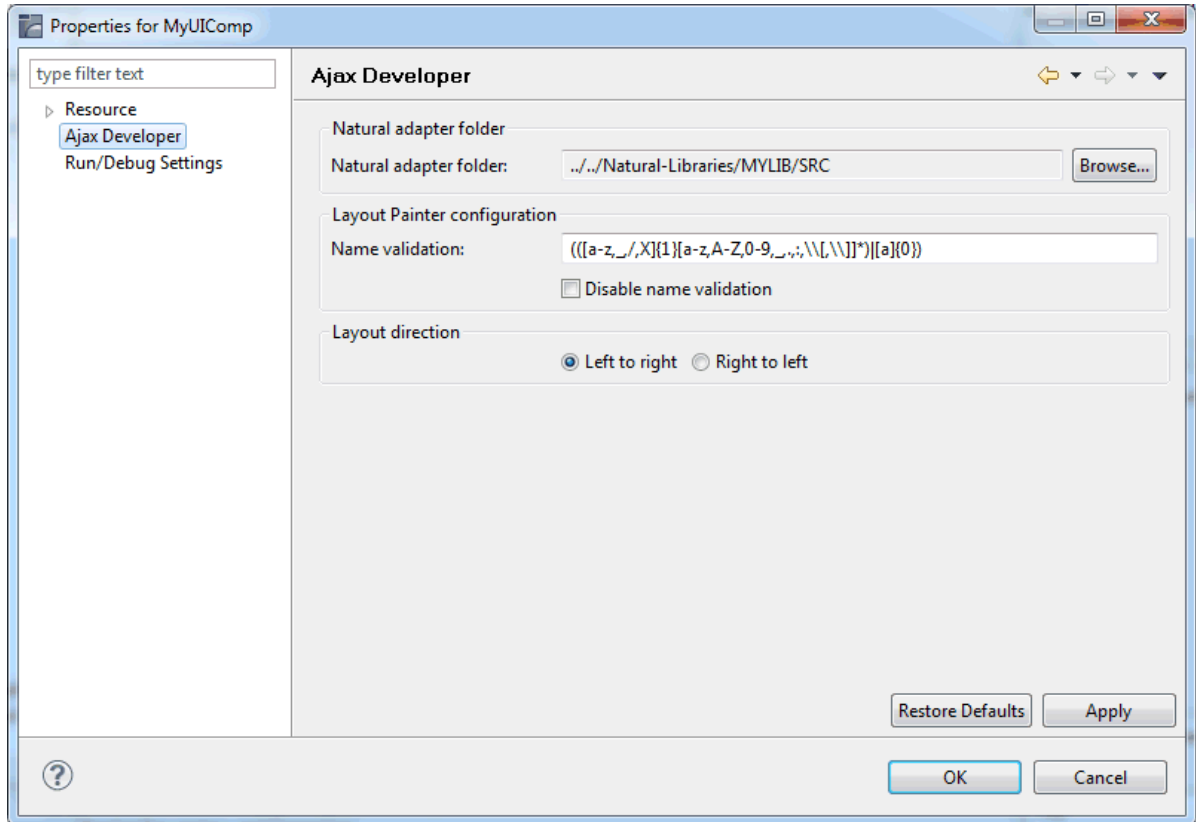 Properties for MyUIComp
type filter text
Resource
Ajax Developer
Run/Debug Settings
Ajax Developer
Natural adapter folder
Natural adapter folder: ../../Natural-Libraries/MYLIB/SRC Browse...
Layout Painter configuration
Name validation: (([a-z,_,/,X]{1}[a-z,A-Z,0-9,_,.,:,\\[,\\]]*)|[a]{0})
Disable name validation
Layout direction
Left to right Right to left
Restore Defaults Apply
OK Cancel